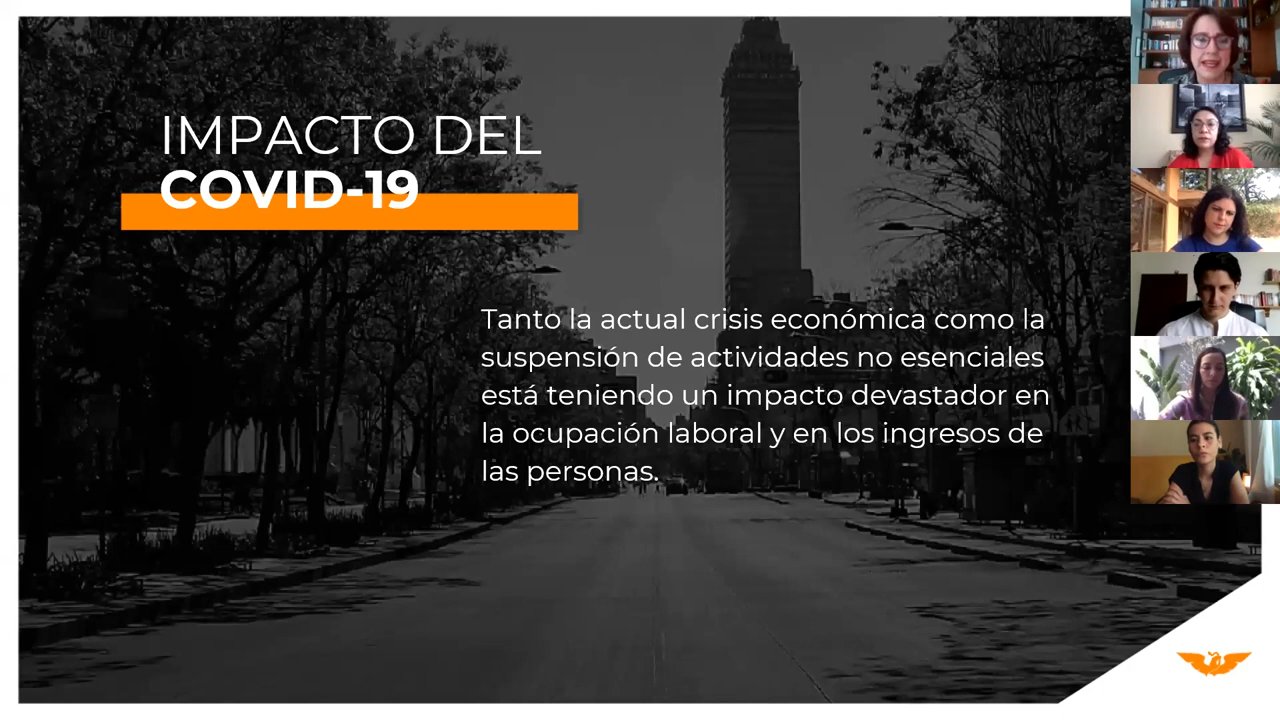 IMPACTO DEL
COVID-19
Tanto la actual crisis económica como la
suspensión de actividades no esenciales
está teniendo un impacto devastador en
la ocupación laboral y en los ingresos de
las personas.